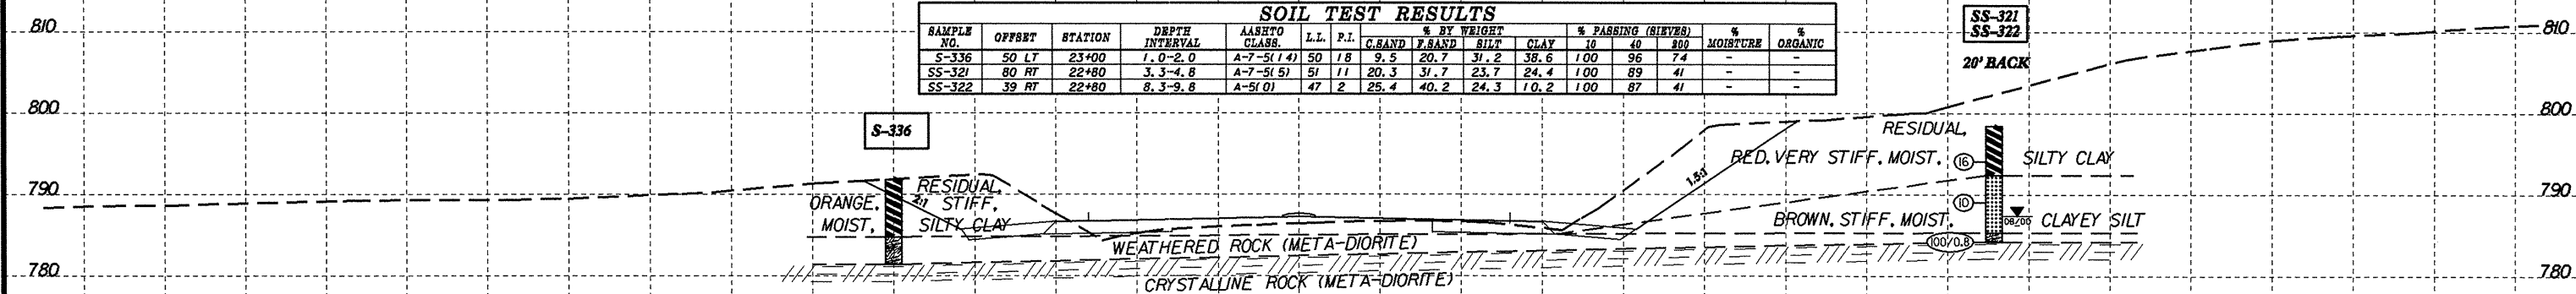 SOIL TEST RESULTS
SAMPLE NO. OFFSET STATION DEPTH INTERVAL AASHTO CLASS. L.L. P.I. % BY WEIGHT % PASSING (SIEVES) % MOISTURE % ORGANIC
C.SAND F.SAND SILT CLAY 10 40 200
S-336 50 LT 23+00 1.0-2.0 A-7-5(14) 50 18 9.5 20.7 31.2 38.6 100 96 74 - -
SS-321 80 RT 22+80 3.3-4.8 A-7-5(5) 51 11 20.3 31.7 23.7 24.4 100 89 41 - -
SS-322 39 RT 22+80 8.3-9.8 A-5(0) 47 2 25.4 40.2 24.3 10.2 100 87 41 - -
810 810
SS-321
SS-322
20' BACK
800 800
S-336
RESIDUAL,
RED, VERY STIFF, MOIST, 16 SILTY CLAY
1.5:1
790 790
RESIDUAL,
ORANGE, 2:1 STIFF,
MOIST, SILTY CLAY
10
BROWN, STIFF, MOIST, 08/00 CLAYEY SILT
WEATHERED ROCK (META-DIORITE)
100/0.8
780 780
CRYSTALLINE ROCK (META-DIORITE)